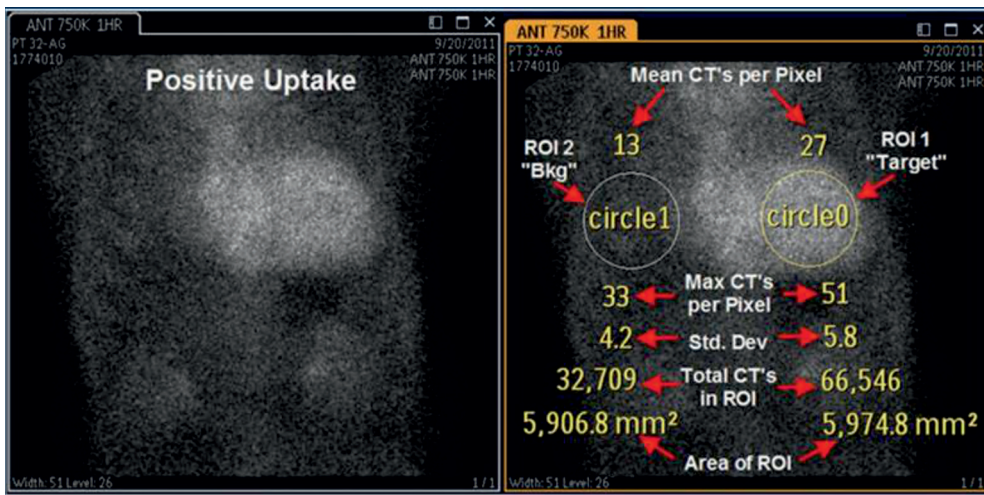 ANT 750K 1HR
PT 32-AG
1774010
9/20/2011
ANT 750K 1HR
ANT 750K 1HR
Positive Uptake
Width: 51 Level: 26
1 / 1
ANT 750K 1HR
PT 32-AG
1774010
9/20/2011
ANT 750K 1HR
ANT 750K 1HR
Mean CT's per Pixel
13
27
ROI 2
"Bkg"
ROI 1
"Target"
circle1
circle0
33
Max CT's
per Pixel
51
4.2
Std. Dev
5.8
32,709
Total CT's
in ROI
66,546
5,906.8 mm²
5,974.8 mm²
Area of ROI
Width: 51 Level: 26
1 / 1